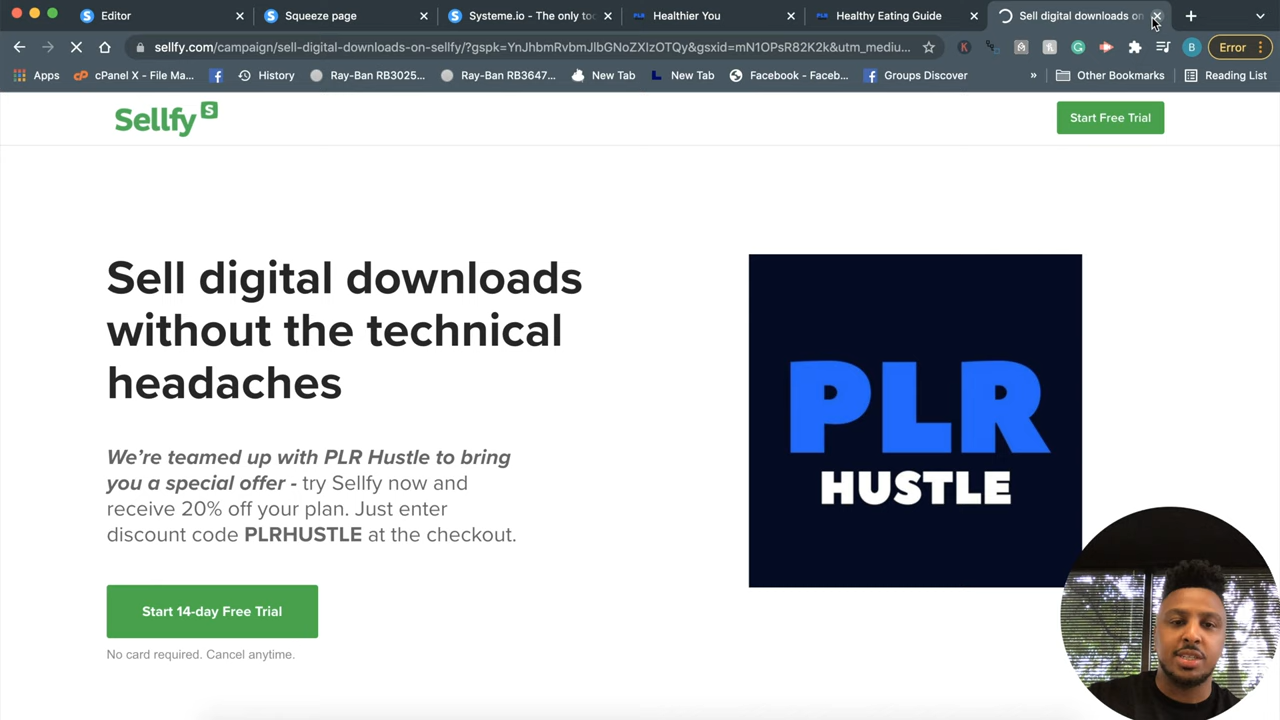 Editor
Squeeze page
Systeme.io - The only too
Healthier You
Healthy Eating Guide
Sell digital downloads on
sellfy.com/campaign/sell-digital-downloads-on-sellfy/?gspk=YnJhbmRvbmJlbGNoZXIzOTQy&gsxid=mN1OPsR82K2k&utm_mediu...
B
Error
Apps
cPanel X - File Ma...
History
Ray-Ban RB3025...
Ray-Ban RB3647...
New Tab
New Tab
Facebook - Faceb...
Groups Discover
»
Other Bookmarks
Reading List
Sellfy S
Start Free Trial
Sell digital downloads
without the technical
headaches
We're teamed up with PLR Hustle to bring
you a special offer - try Sellfy now and
receive 20% off your plan. Just enter
discount code PLRHUSTLE at the checkout.
Start 14-day Free Trial
No card required. Cancel anytime.
PLR
HUSTLE